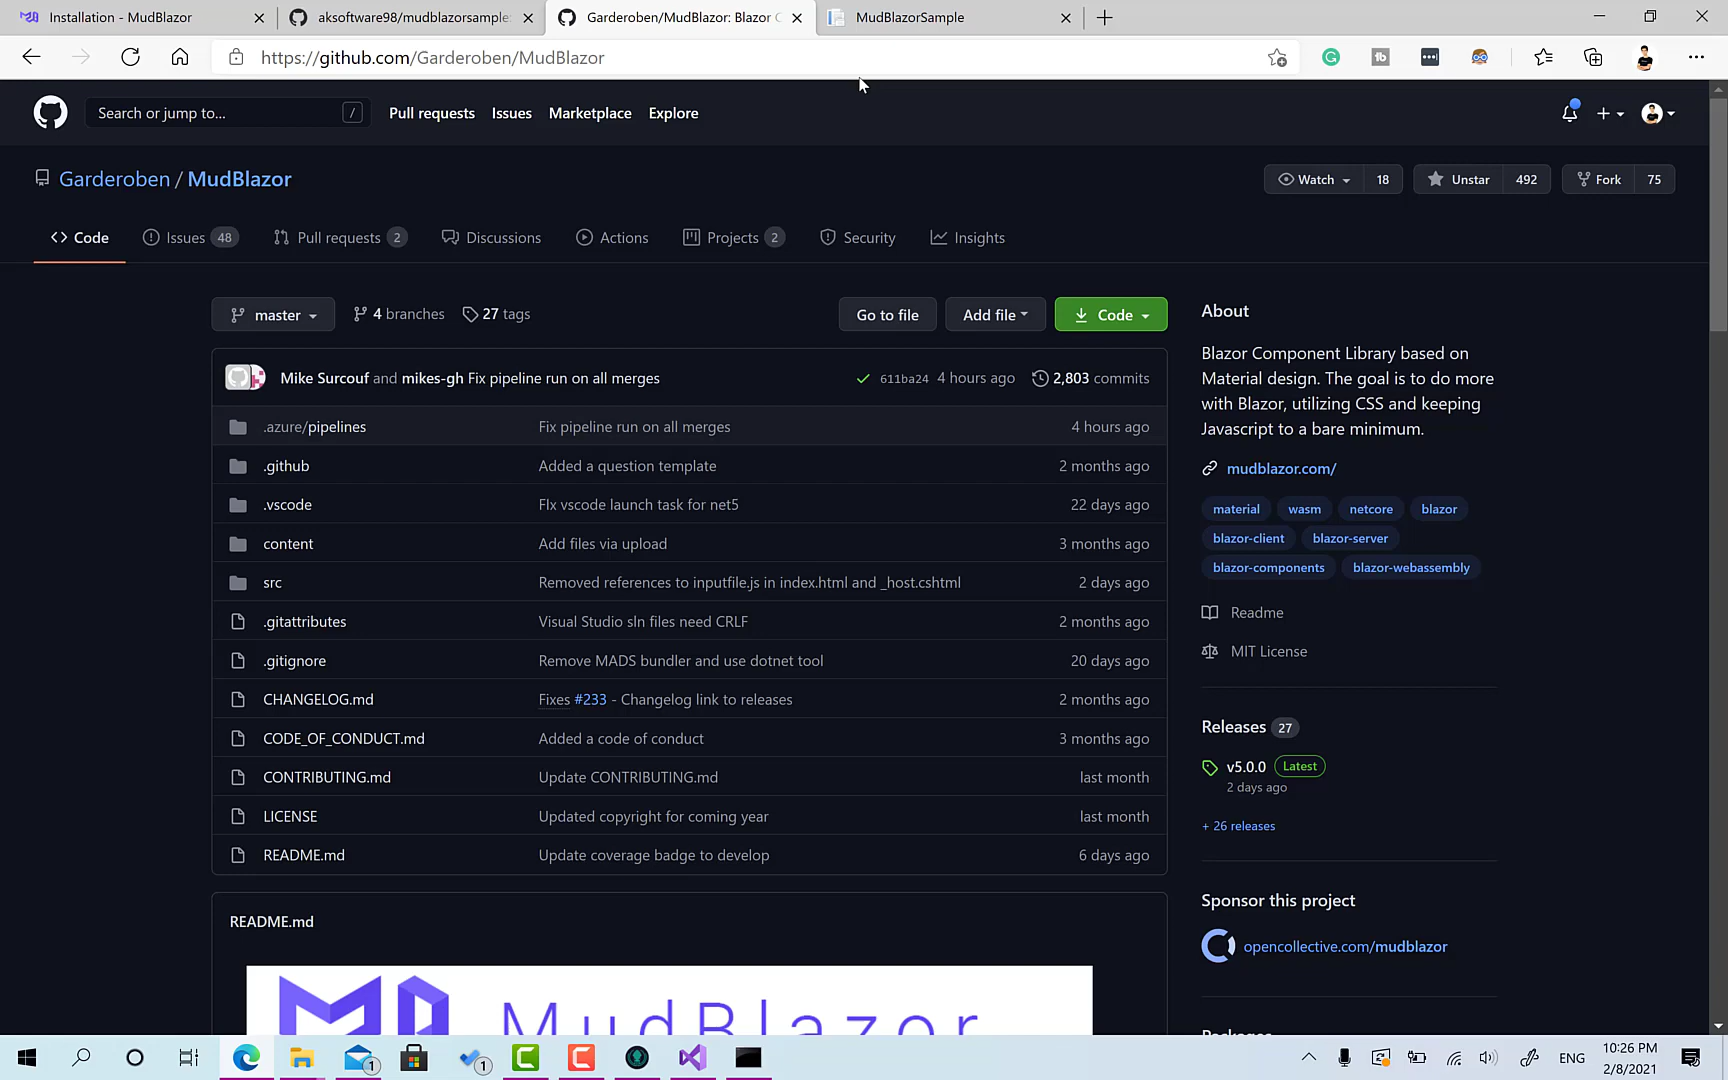 Installation - MudBlazor
aksoftware98/mudblazorsample
Garderoben/MudBlazor: Blazor C
MudBlazorSample
https://github.com/Garderoben/MudBlazor
Search or jump to... /
Pull requests Issues Marketplace Explore
Garderoben / MudBlazor
Watch 18 Unstar 492 Fork 75
Code Issues 48 Pull requests 2 Discussions Actions Projects 2 Security Insights
master 4 branches 27 tags Go to file Add file Code
Mike Surcouf and mikes-gh Fix pipeline run on all merges 611ba24 4 hours ago 2,803 commits
.azure/pipelines Fix pipeline run on all merges 4 hours ago
.github Added a question template 2 months ago
.vscode FIx vscode launch task for net5 22 days ago
content Add files via upload 3 months ago
src Removed references to inputfile.js in index.html and _host.cshtml 2 days ago
.gitattributes Visual Studio sln files need CRLF 2 months ago
.gitignore Remove MADS bundler and use dotnet tool 20 days ago
CHANGELOG.md Fixes #233 - Changelog link to releases 2 months ago
CODE_OF_CONDUCT.md Added a code of conduct 3 months ago
CONTRIBUTING.md Update CONTRIBUTING.md last month
LICENSE Updated copyright for coming year last month
README.md Update coverage badge to develop 6 days ago
README.md
MudBlazor
About
Blazor Component Library based on
Material design. The goal is to do more
with Blazor, utilizing CSS and keeping
Javascript to a bare minimum.
mudblazor.com/
material wasm netcore blazor
blazor-client blazor-server
blazor-components blazor-webassembly
Readme
MIT License
Releases 27
v5.0.0 Latest
2 days ago
+ 26 releases
Sponsor this project
opencollective.com/mudblazor
Packages
1
1
ENG
10:26 PM
2/8/2021